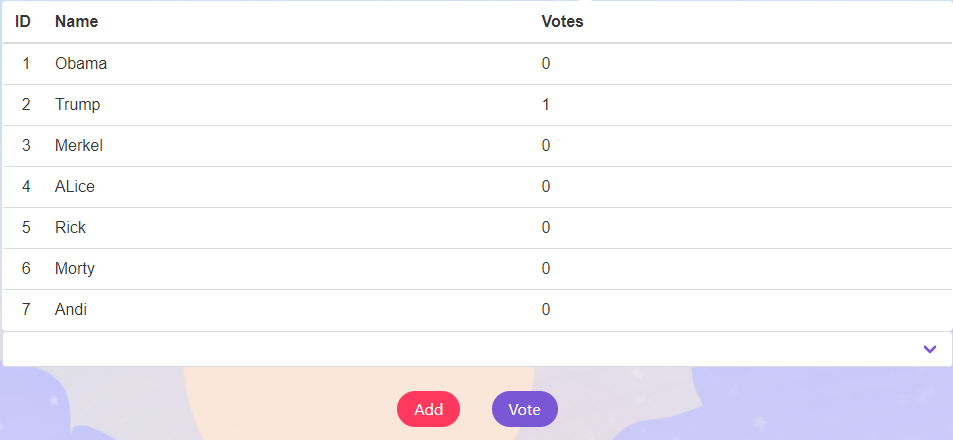 ID Name Votes
1 Obama 0
2 Trump 1
3 Merkel 0
4 ALice 0
5 Rick 0
6 Morty 0
7 Andi 0
Add Vote